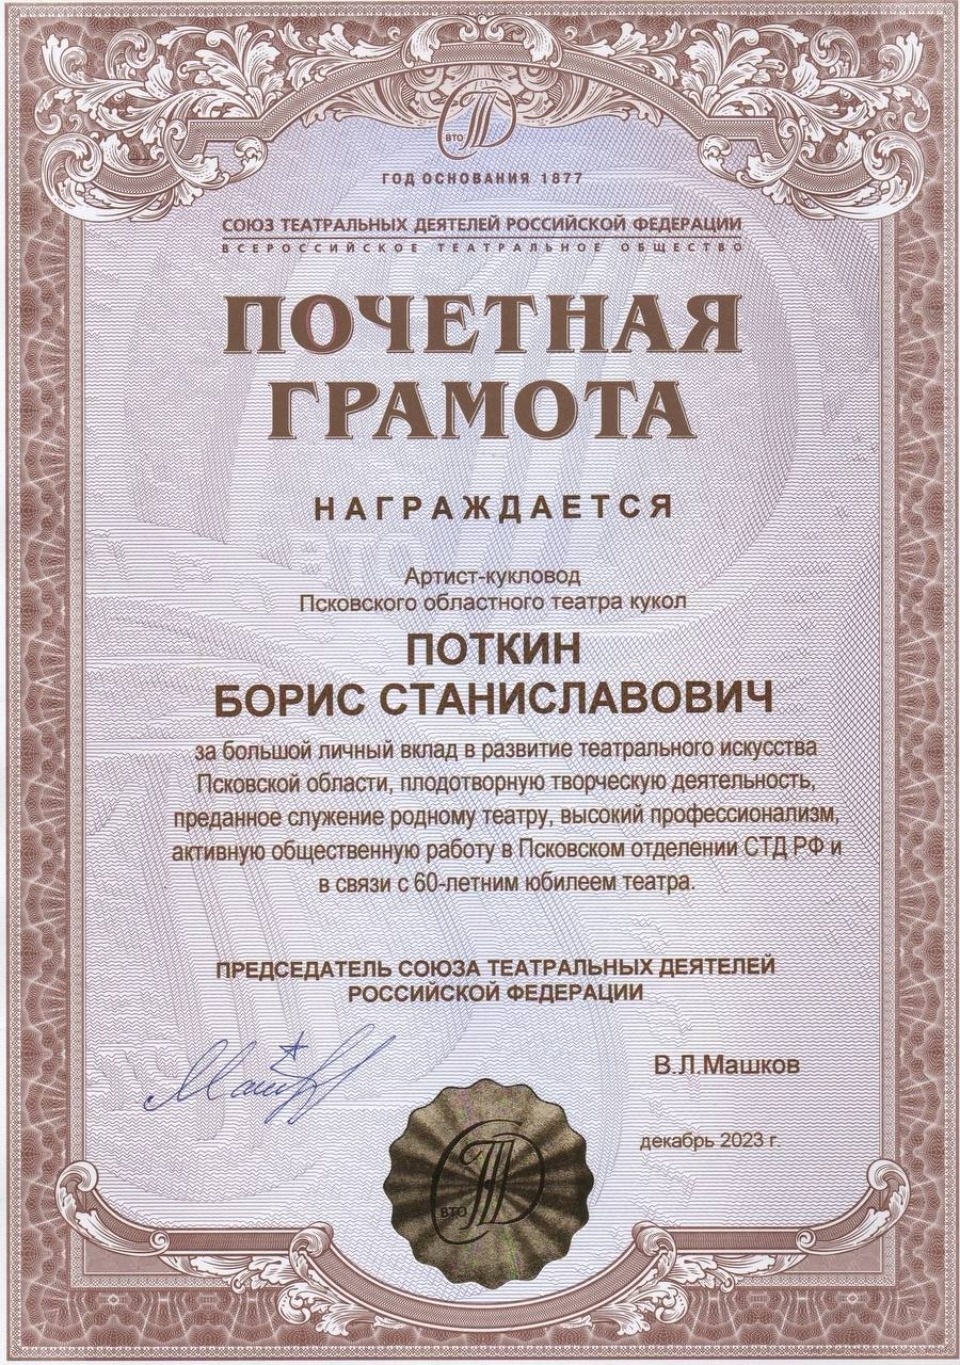 ВТО
ГОД ОСНОВАНИЯ 1877
СОЮЗ ТЕАТРАЛЬНЫХ ДЕЯТЕЛЕЙ РОССИЙСКОЙ ФЕДЕРАЦИИ
ВСЕРОССИЙСКОЕ ТЕАТРАЛЬНОЕ ОБЩЕСТВО
ПОЧЕТНАЯ
ГРАМОТА
НАГРАЖДАЕТСЯ
Артист-кукловод
Псковского областного театра кукол
ПОТКИН
БОРИС СТАНИСЛАВОВИЧ
за большой личный вклад в развитие театрального искусства
Псковской области, плодотворную творческую деятельность,
преданное служение родному театру, высокий профессионализм,
активную общественную работу в Псковском отделении СТД РФ и
в связи с 60-летним юбилеем театра.
ПРЕДСЕДАТЕЛЬ СОЮЗА ТЕАТРАЛЬНЫХ ДЕЯТЕЛЕЙ
РОССИЙСКОЙ ФЕДЕРАЦИИ
В.Л.Машков
декабрь 2023 г.
ВТО